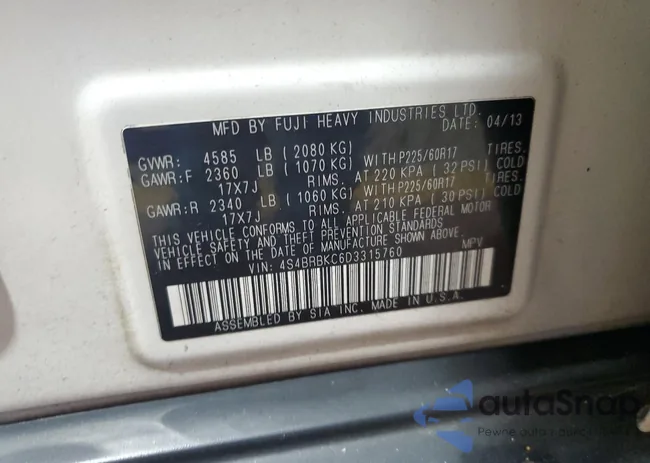 MFD BY FUJI HEAVY INDUSTRIES LTD.
DATE: 04/13
GVWR: 4585 LB (2080 KG)
GAWR:F 2360 LB (1070 KG) WITH P225/60R17 TIRES.
17X7J RIMS. AT 220 KPA (32 PSI) COLD
GAWR:R 2340 LB (1060 KG) WITH P225/60R17 TIRES.
17X7J RIMS. AT 210 KPA (30 PSI) COLD
THIS VEHICLE CONFORMS TO ALL APPLICABLE FEDERAL MOTOR
VEHICLE SAFETY AND THEFT PREVENTION STANDARDS
IN EFFECT ON THE DATE OF MANUFACTURE SHOWN ABOVE.
VIN: 4S4BRBKC6D3315760 MPV
ASSEMBLED BY SIA INC. MADE IN U.S.A.
autoSnap
Pewne auta